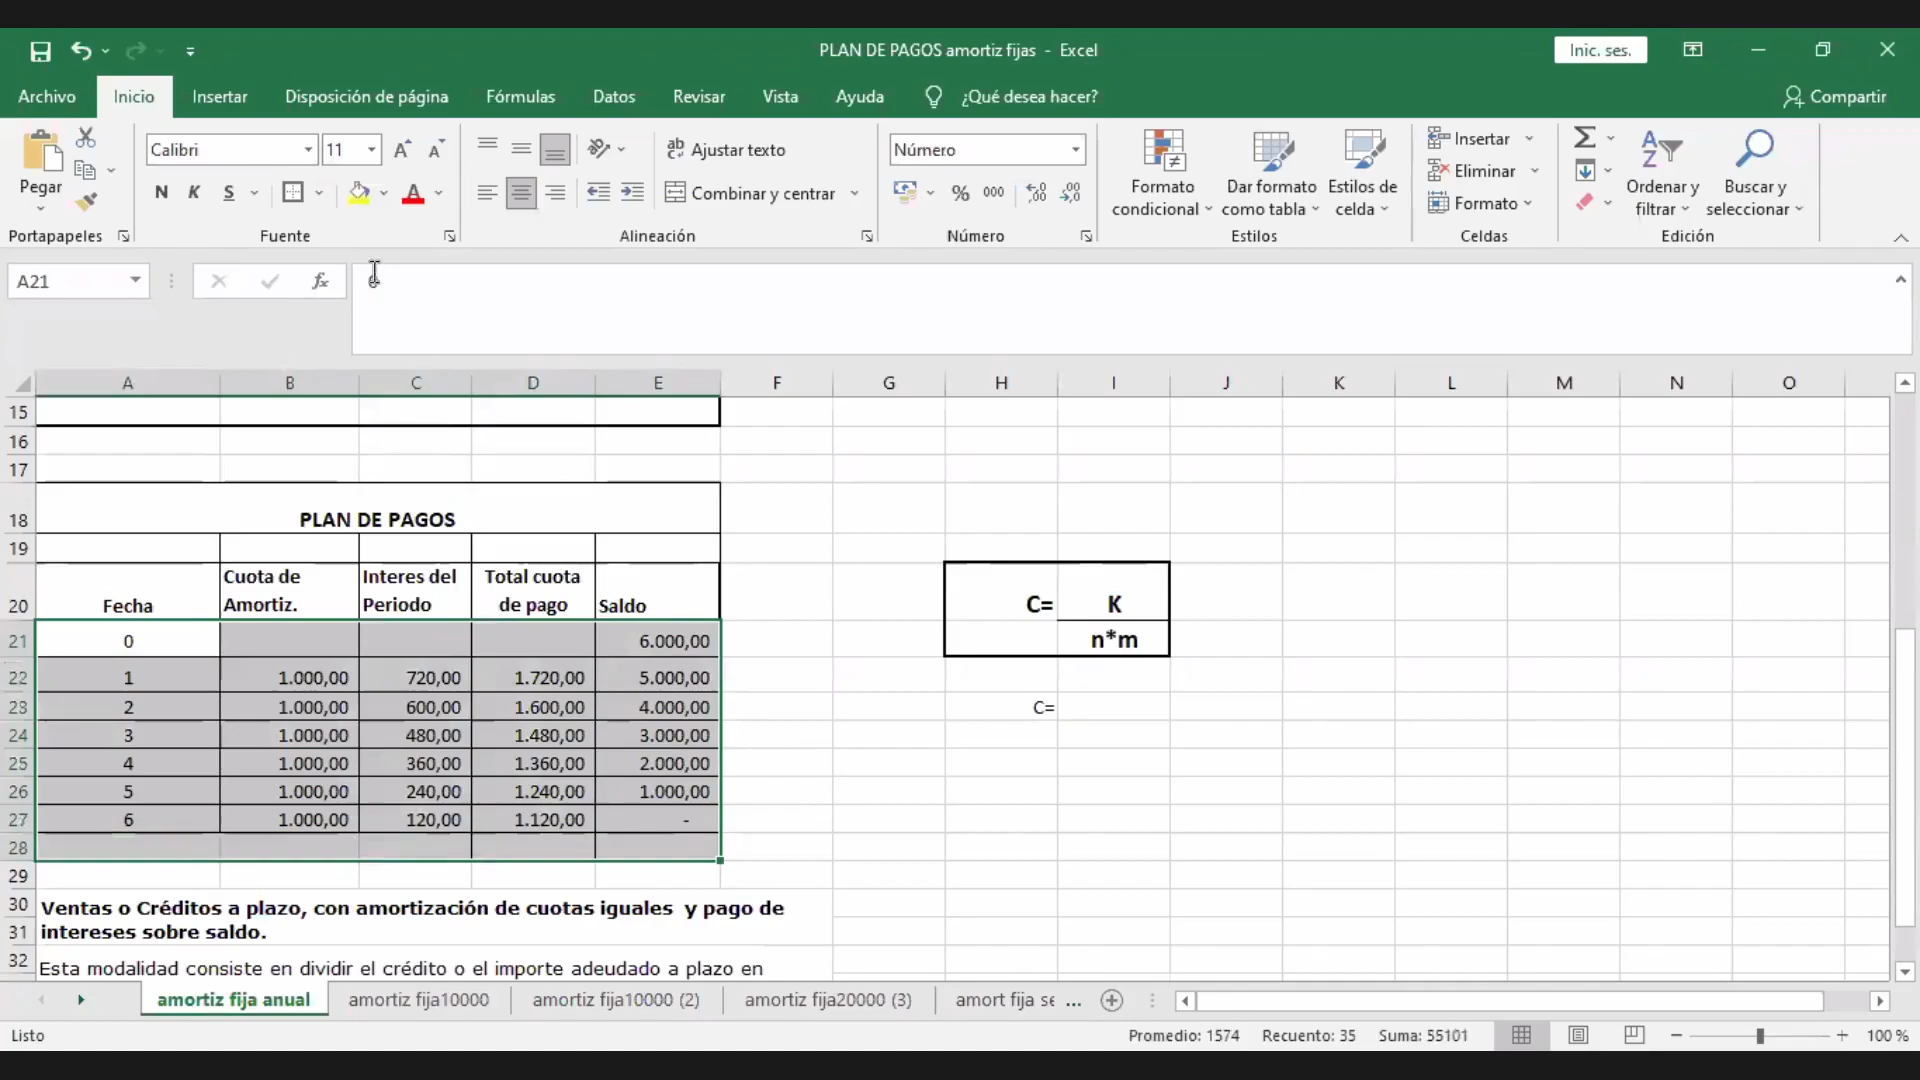 PLAN DE PAGOS amortiz fijas - Excel
Inic. ses.
Archivo Inicio Insertar Disposición de página Fórmulas Datos Revisar Vista Ayuda ¿Qué desea hacer? Compartir
Pegar
Portapapeles
Calibri 11
N K S
Fuente
Ajustar texto
Combinar y centrar
Alineación
Número
% 000
Número
Formato condicional
Dar formato como tabla
Estilos de celda
Estilos
Insertar
Eliminar
Formato
Celdas
Ordenar y filtrar
Buscar y seleccionar
Edición
A21 fx
A B C D E F G H I J K L M N O
15
16
17
18 PLAN DE PAGOS
19
20 Fecha Cuota de Amortiz. Interes del Periodo Total cuota de pago Saldo C= K
21 0 6.000,00 n*m
22 1 1.000,00 720,00 1.720,00 5.000,00
23 2 1.000,00 600,00 1.600,00 4.000,00 C=
24 3 1.000,00 480,00 1.480,00 3.000,00
25 4 1.000,00 360,00 1.360,00 2.000,00
26 5 1.000,00 240,00 1.240,00 1.000,00
27 6 1.000,00 120,00 1.120,00 -
28
29
30 Ventas o Créditos a plazo, con amortización de cuotas iguales y pago de
31 intereses sobre saldo.
32 Esta modalidad consiste en dividir el crédito o el importe adeudado a plazo en
amortiz fija anual amortiz fija10000 amortiz fija10000 (2) amortiz fija20000 (3) amort fija se ...
Listo Promedio: 1574 Recuento: 35 Suma: 55101 100 %